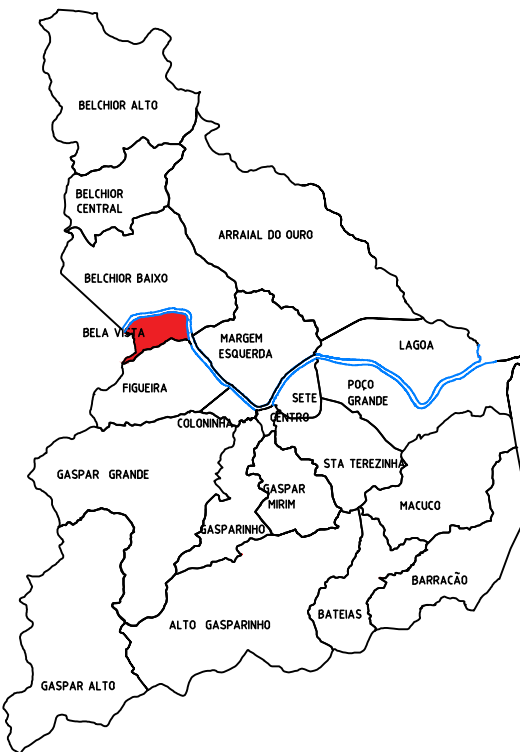 BELCHIOR ALTO
BELCHIOR
CENTRAL
ARRAIAL DO OURO
BELCHIOR BAIXO
BELA VISTA
MARGEM
ESQUERDA
LAGOA
FIGUEIRA
POÇO
GRANDE
SETE
CENTRO
COLONINHA
STA TEREZINHA
GASPAR GRANDE
GASPAR
MIRIM
MACUCO
GASPARINHO
BARRACÃO
BATEIAS
ALTO GASPARINHO
GASPAR ALTO